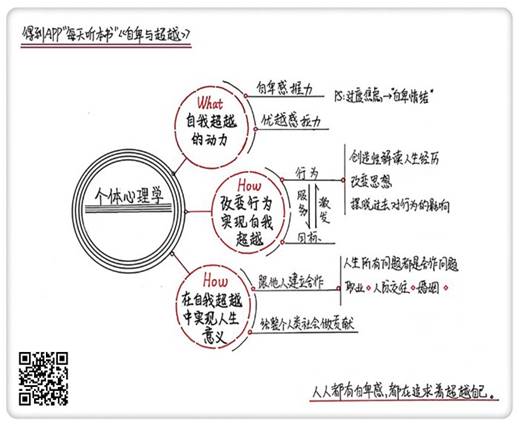 得到APP"每天听本书"《自卑与超越》
What
自我超越
的动力
自卑感推力
PS:过度焦虑→"自卑情结"
优越感拉力
个体心理学
How
改变行为
实现自我
超越
行为
服务
激发
目标
创造性解读人生经历
改变思想
摆脱过去对行为的影响
How
在自我超越
中实现人生
意义
跟他人建立合作
人生所有问题都是合作问题
职业 人际交往 婚姻
给整个人类社会做贡献
人人都有自卑感,都在追求着超越自己。